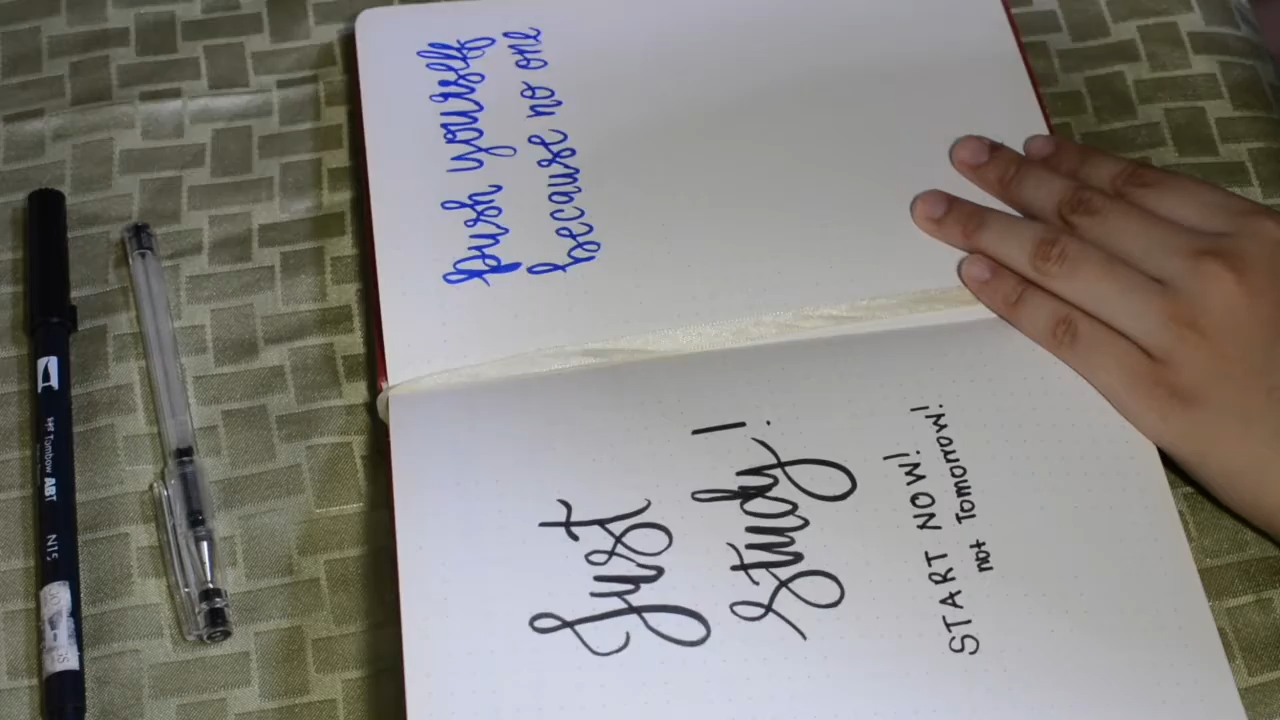 push yourself
because no one
Just
Study!
START NOW!
not Tomorrow!
Tombow ABT
N15